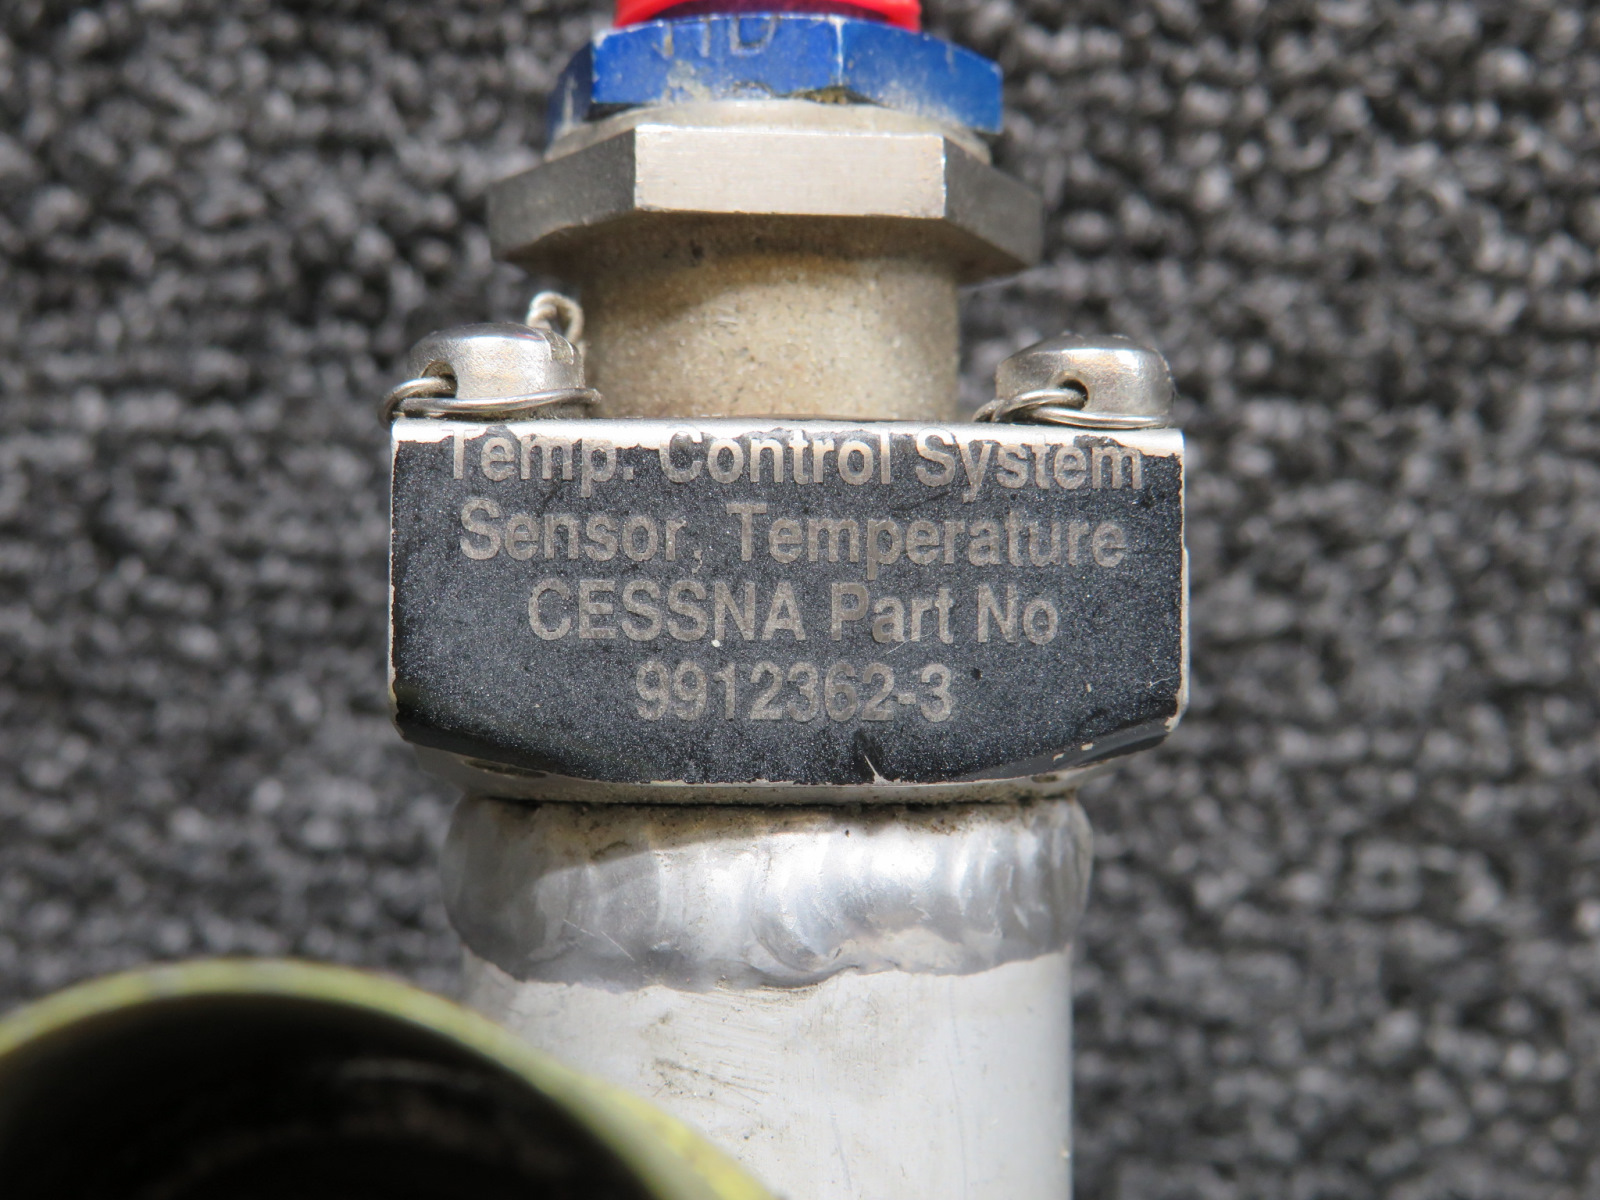 Temp. Control System
Sensor, Temperature
CESSNA Part No
9912362-3